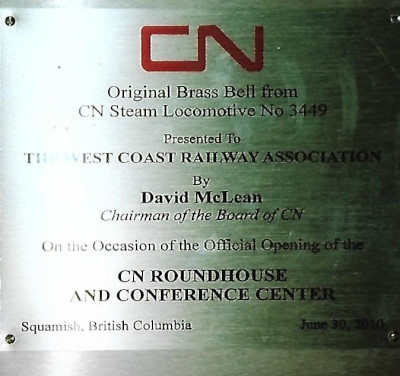 CN
Original Brass Bell from
CN Steam Locomotive No 3449
Presented To
THE WEST COAST RAILWAY ASSOCIATION
By
David McLean
Chairman of the Board of CN
On the Occasion of the Official Opening of the
CN ROUNDHOUSE
AND CONFERENCE CENTER
Squamish, British Columbia June 30, 2010